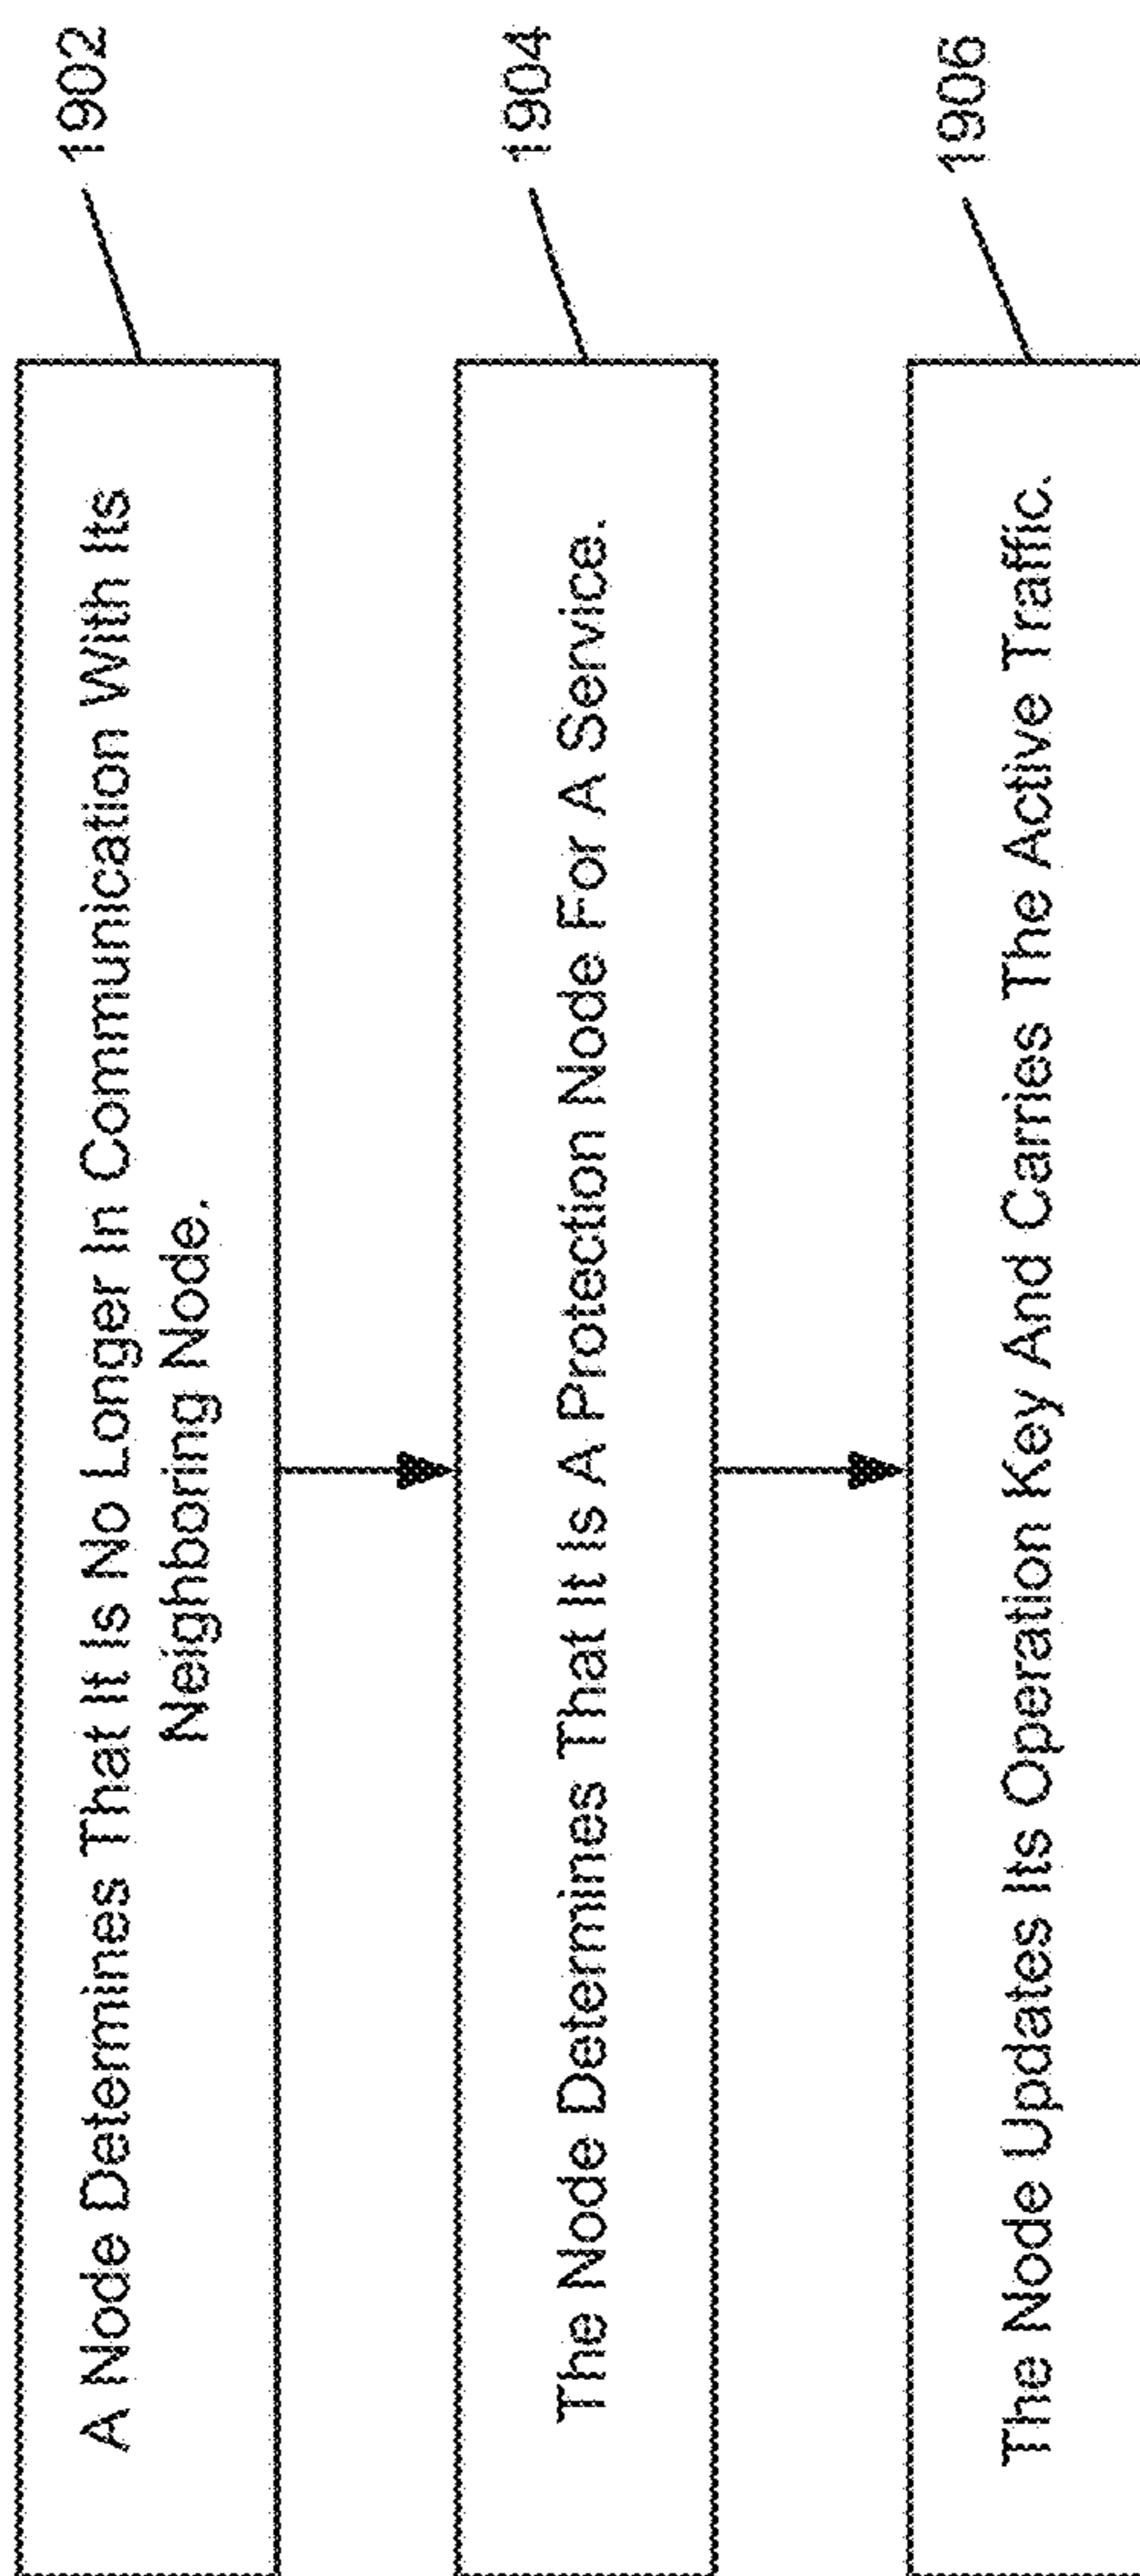 A Node Determines That It Is No Longer In Communication With Its
Neighboring Node.
1902
The Node Determines That It Is A Protection Node For A Service.
1904
The Node Updates Its Operation Key And Carries The Active Traffic.
1906